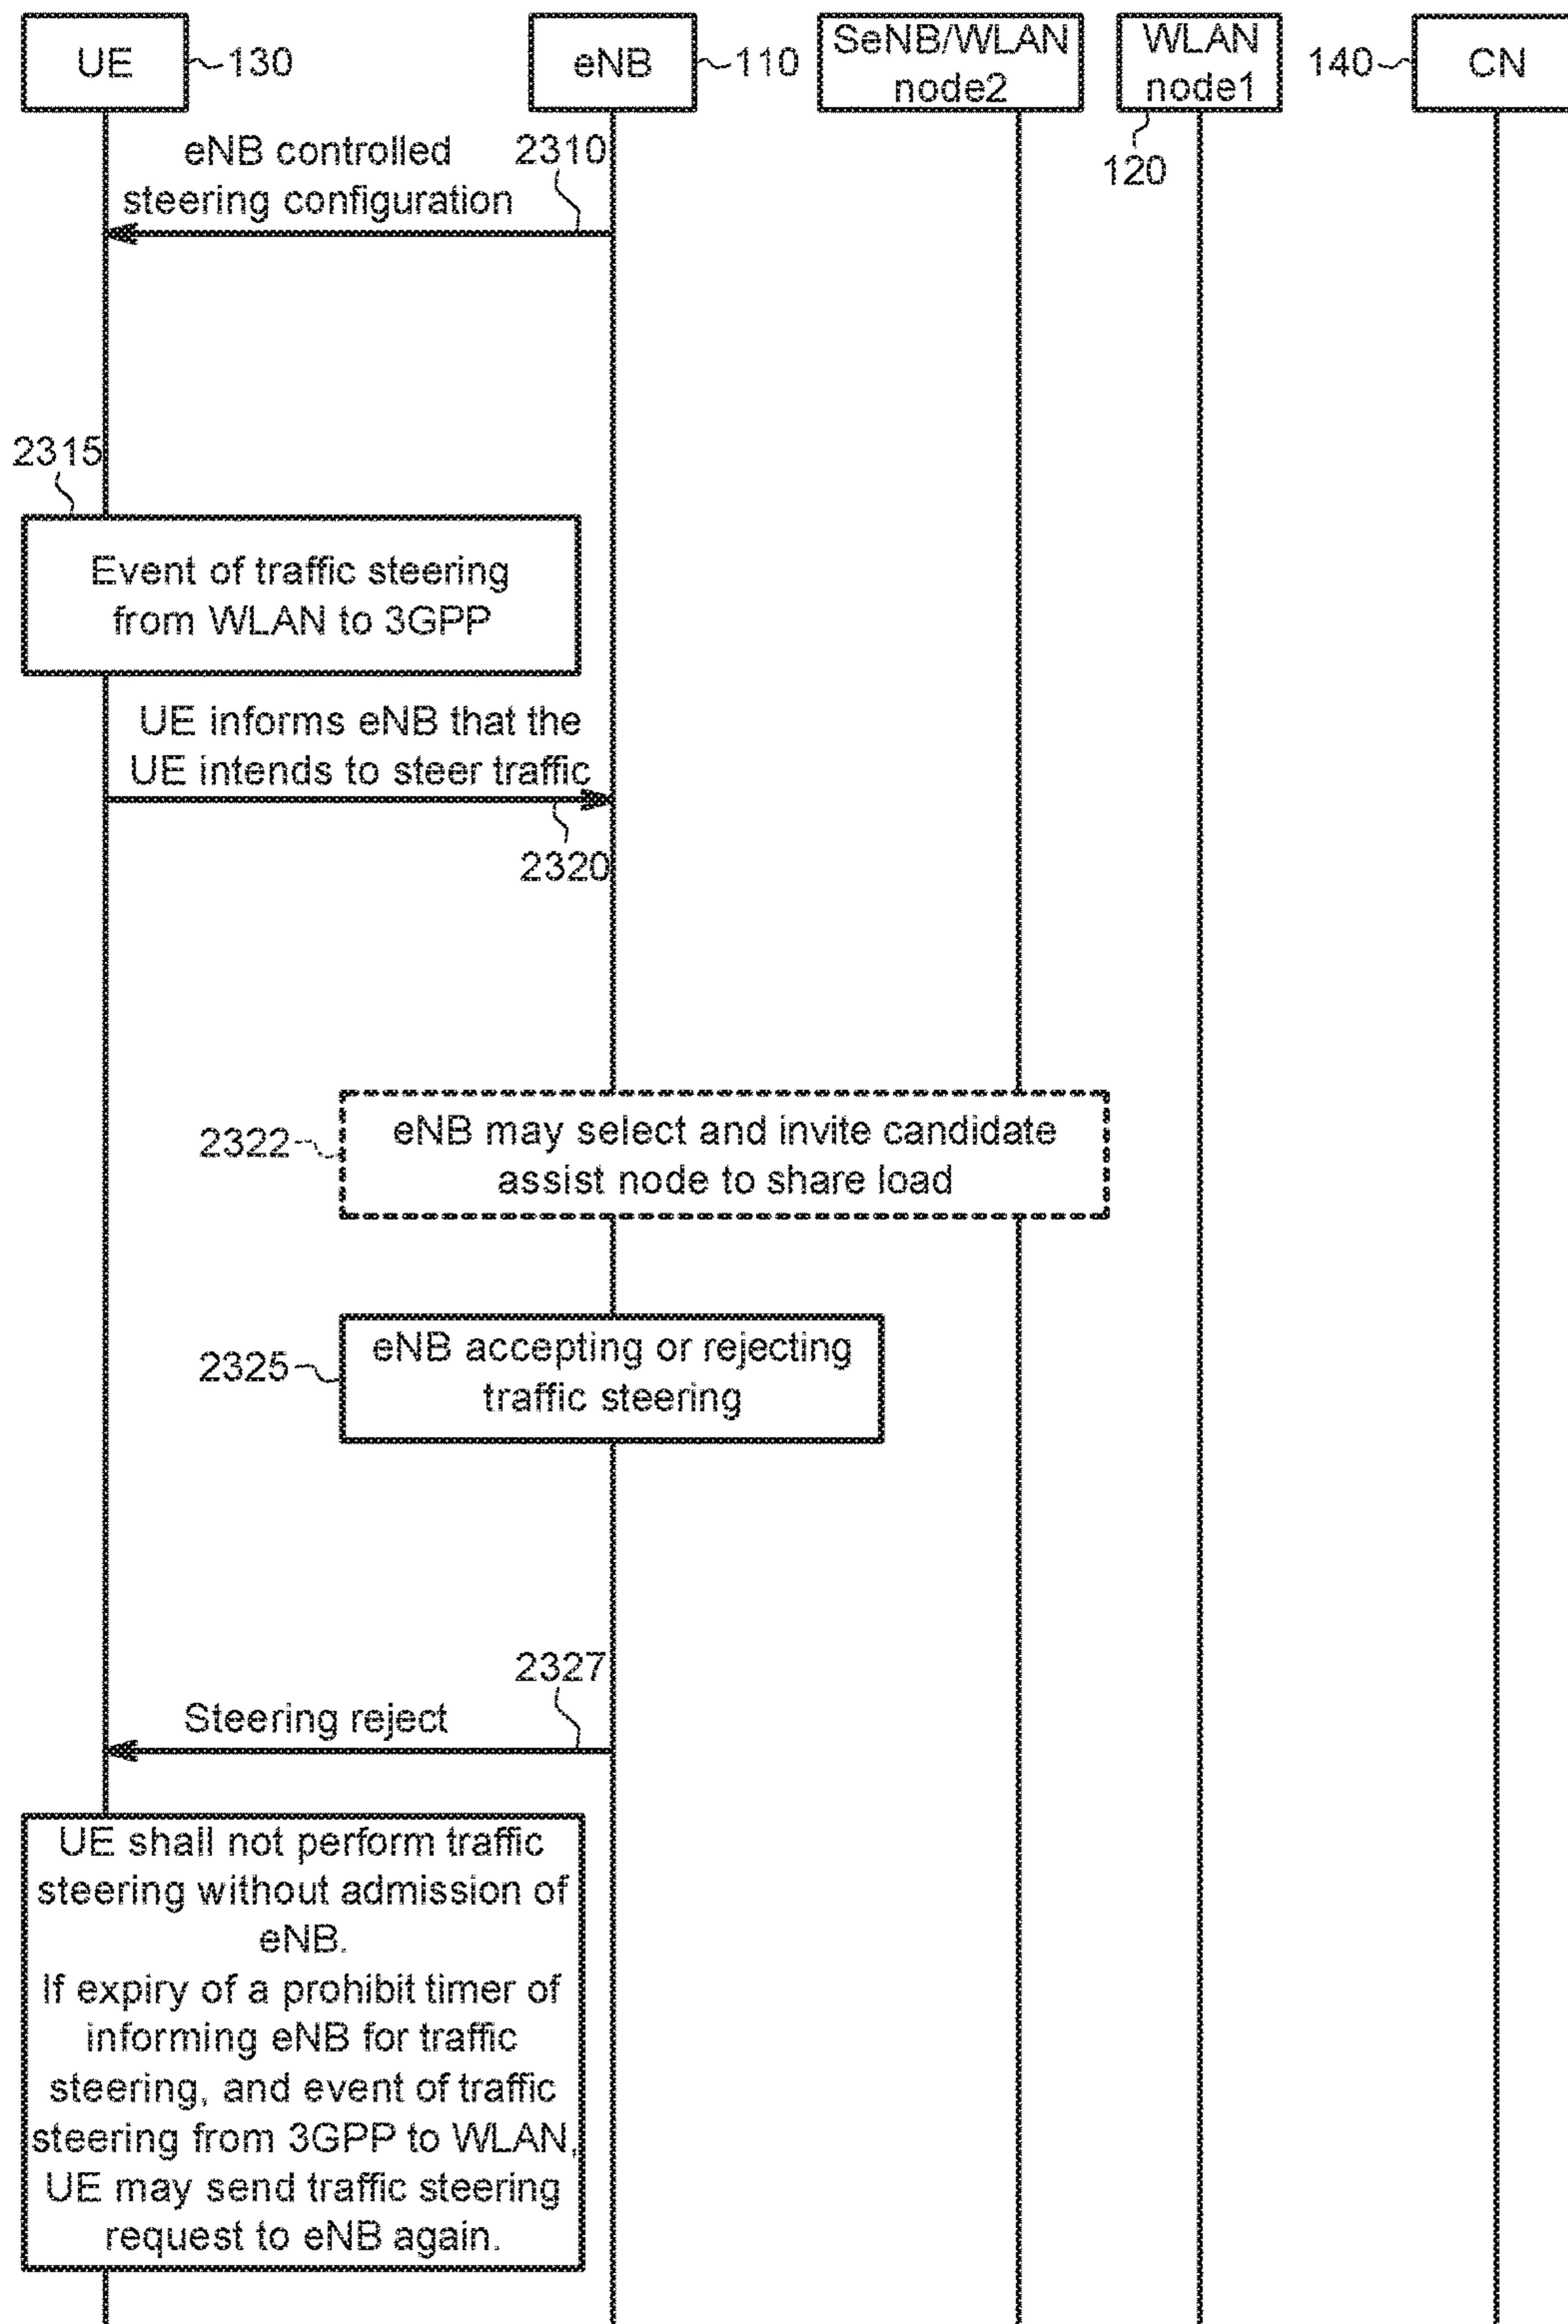 UE
130
eNB
110
SeNB/WLAN
node2
WLAN
node1
120
140
CN
eNB controlled
steering configuration
2310
2315
Event of traffic steering
from WLAN to 3GPP
UE informs eNB that the
UE intends to steer traffic
2320
2322
eNB may select and invite candidate
assist node to share load
2325
eNB accepting or rejecting
traffic steering
2327
Steering reject
UE shall not perform traffic
steering without admission of
eNB.
If expiry of a prohibit timer of
informing eNB for traffic
steering, and event of traffic
steering from 3GPP to WLAN,
UE may send traffic steering
request to eNB again.